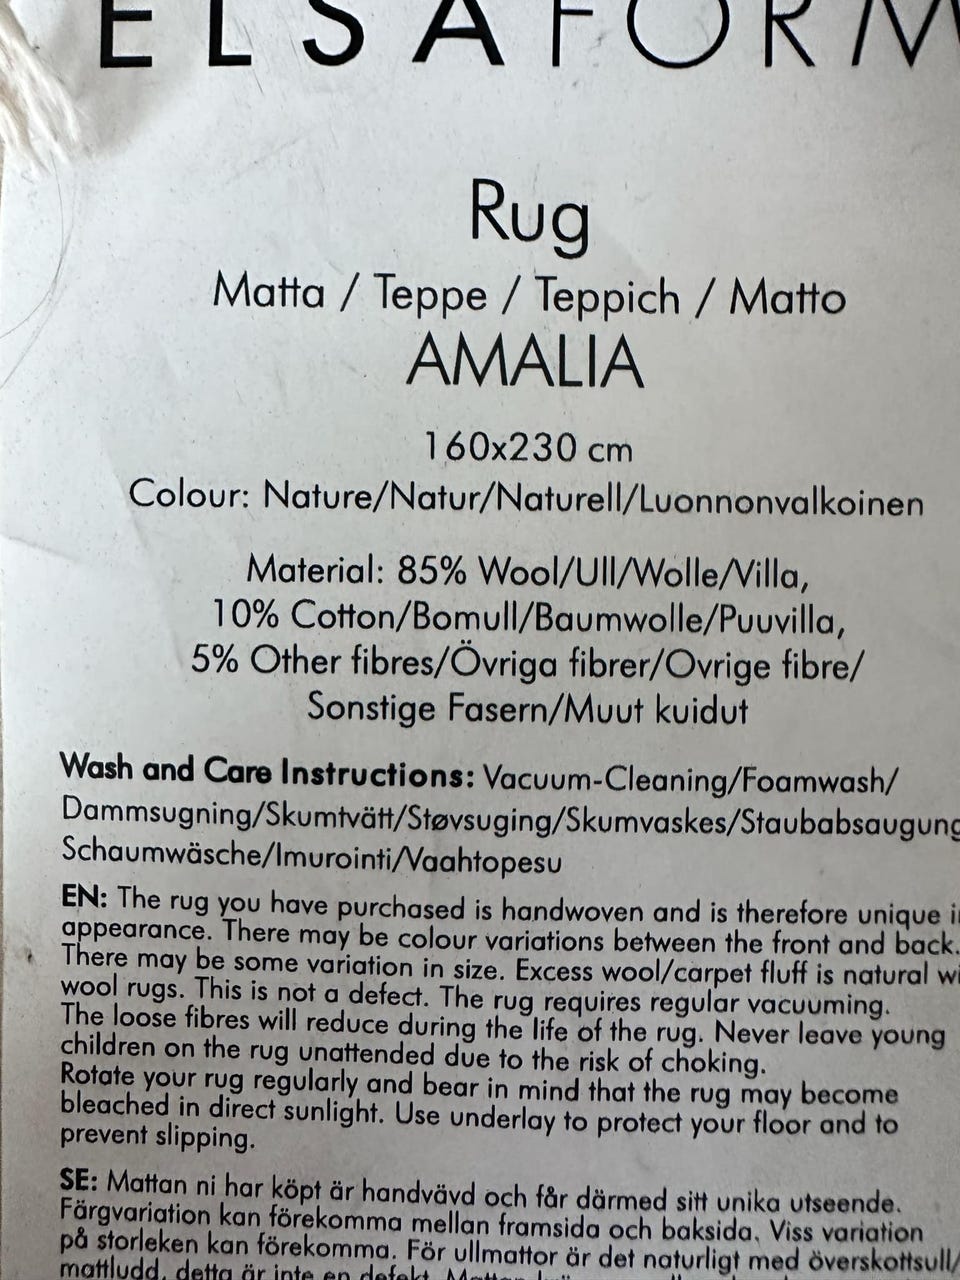 ELSAFORM
Rug
Matta / Teppe / Teppich / Matto
AMALIA
160x230 cm
Colour: Nature/Natur/Naturell/Luonnonvalkoinen
Material: 85% Wool/Ull/Wolle/Villa,
10% Cotton/Bomull/Baumwolle/Puuvilla,
5% Other fibres/Övriga fibrer/Ovrige fibre/
Sonstige Fasern/Muut kuidut
Wash and Care Instructions: Vacuum-Cleaning/Foamwash/
Dammsugning/Skumtvätt/Støvsuging/Skumvaskes/Staubabsaugung
Schaumwäsche/Imurointi/Vaahtopesu
EN: The rug you have purchased is handwoven and is therefore unique
appearance. There may be colour variations between the front and back.
There may be some variation in size. Excess wool/carpet fluff is natural
wool rugs. This is not a defect. The rug requires regular vacuuming.
The loose fibres will reduce during the life of the rug. Never leave young
children on the rug unattended due to the risk of choking.
Rotate your rug regularly and bear in mind that the rug may become
bleached in direct sunlight. Use underlay to protect your floor and to
prevent slipping.
SE: Mattan ni har köpt är handvävd och får därmed sitt unika utseende.
Färgvariation kan förekomma mellan framsida och baksida. Viss variation
på storleken kan förekomma. För ullmattor är det naturligt med överskottsull/
mattludd, detta är inte en defekt. Mattan